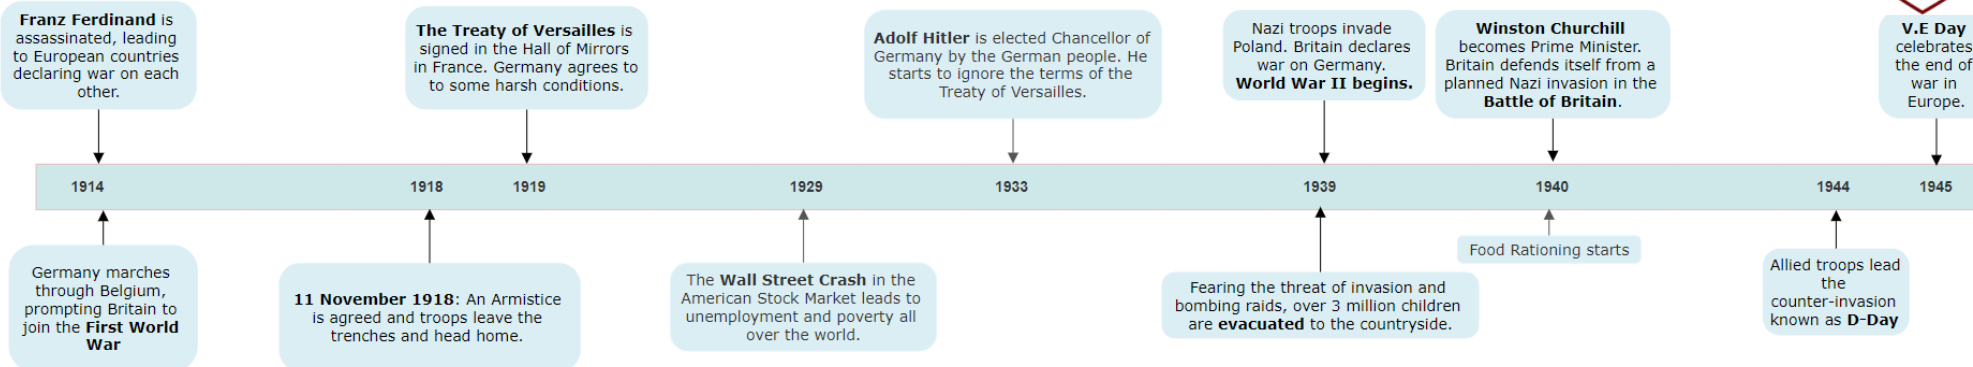 Franz Ferdinand is
assassinated, leading
to European countries
declaring war on each
other.
The Treaty of Versailles is
signed in the Hall of Mirrors
in France. Germany agrees to
to some harsh conditions.
Adolf Hitler is elected Chancellor of
Germany by the German people. He
starts to ignore the terms of the
Treaty of Versailles.
Nazi troops invade
Poland. Britain declares
war on Germany.
World War II begins.
Winston Churchill
becomes Prime Minister.
Britain defends itself from a
planned Nazi invasion in the
Battle of Britain.
V.E Day
celebrates
the end of
war in
Europe.
1914
1918
1919
1929
1933
1939
1940
1944
1945
Germany marches
through Belgium,
prompting Britain to
join the First World
War
11 November 1918: An Armistice
is agreed and troops leave the
trenches and head home.
The Wall Street Crash in the
American Stock Market leads to
unemployment and poverty all
over the world.
Fearing the threat of invasion and
bombing raids, over 3 million children
are evacuated to the countryside.
Food Rationing starts
Allied troops lead
the
counter-invasion
known as D-Day